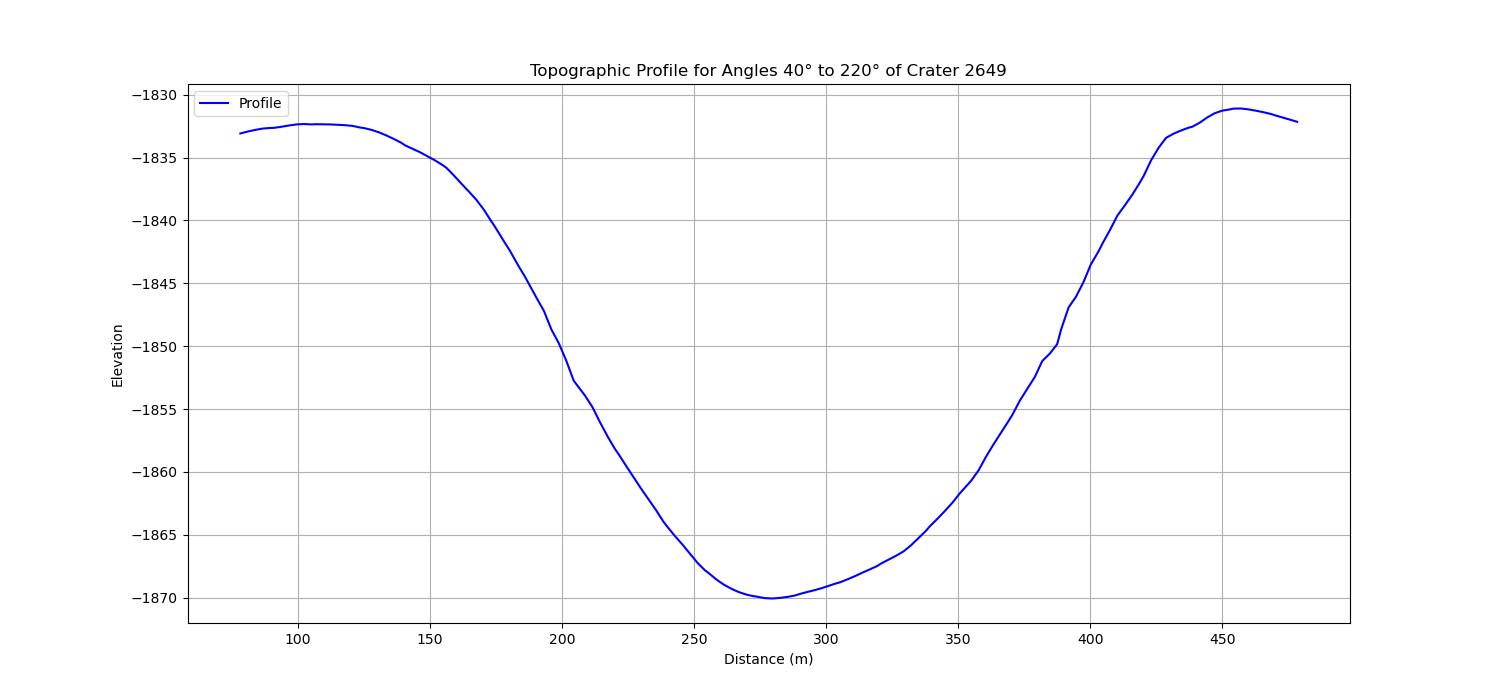 Topographic Profile for Angles 40° to 220° of Crater 2649
Profile
−1830
−1835
−1840
−1845
−1850
−1855
−1860
−1865
−1870
Elevation
100 150 200 250 300 350 400 450
Distance (m)